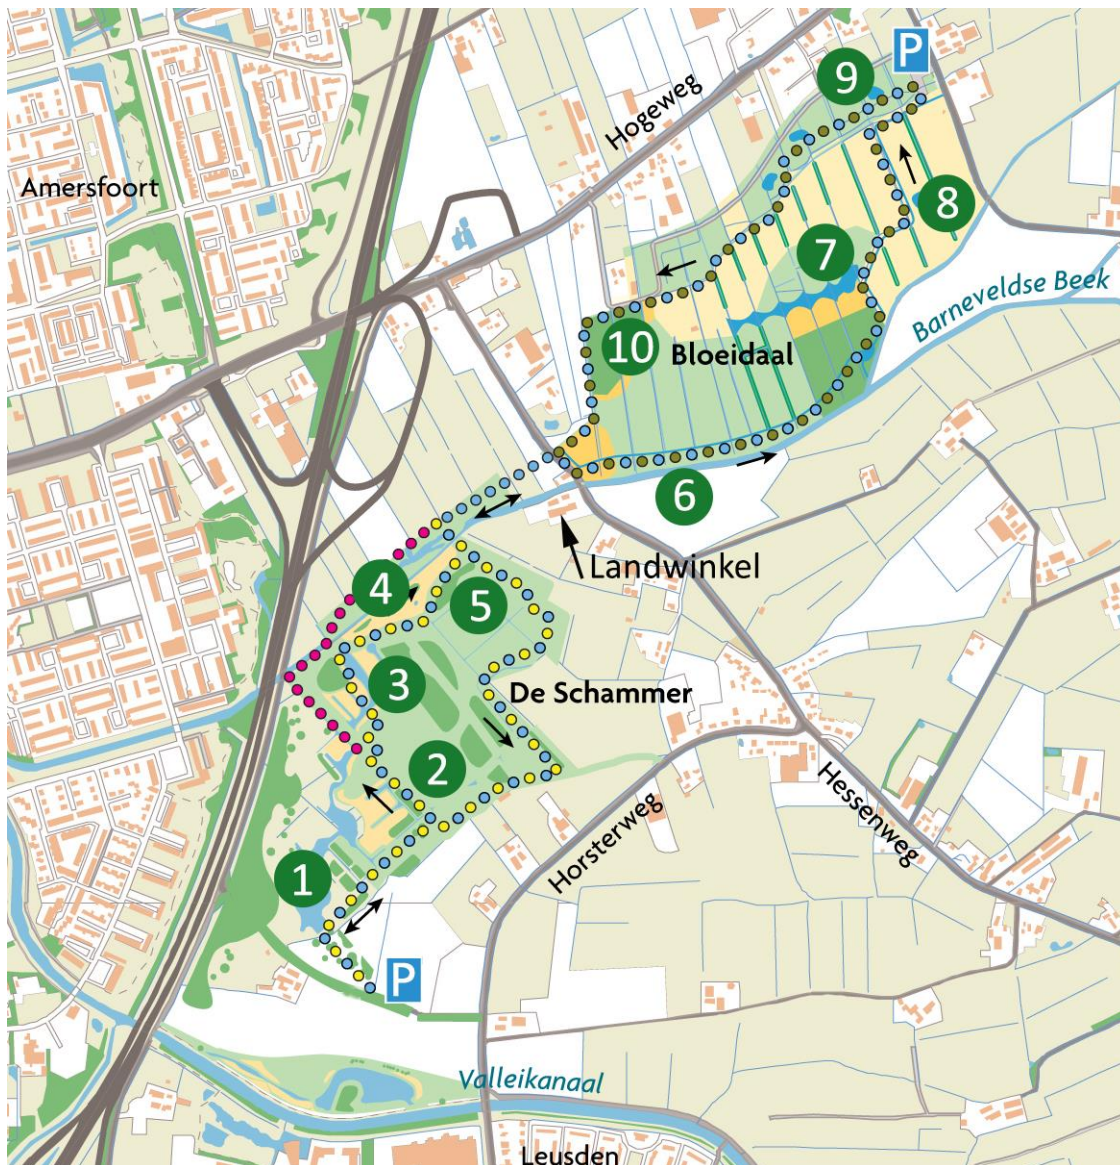 P
9
Hogeweg
Amersfoort
8
7
Barneveldse Beek
10
Bloeidaal
6
Landwinkel
4
5
3
De Schammer
2
Hessenweg
Horsterweg
1
P
Valleikanaal
Leusden